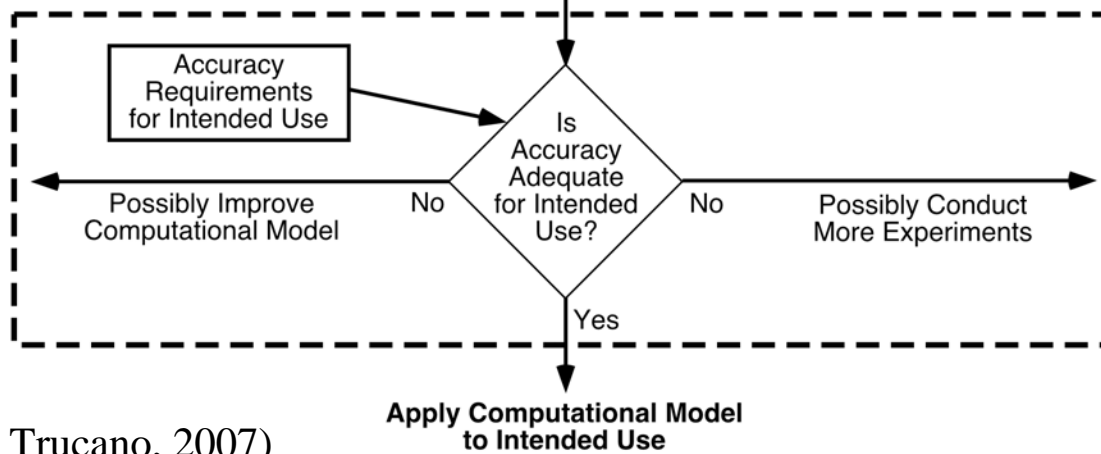 Accuracy
Requirements
for Intended Use
Is
Accuracy
Adequate
for Intended
Use?
No
Possibly Improve
Computational Model
No
Possibly Conduct
More Experiments
Yes
Apply Computational Model
to Intended Use
Trucano, 2007)